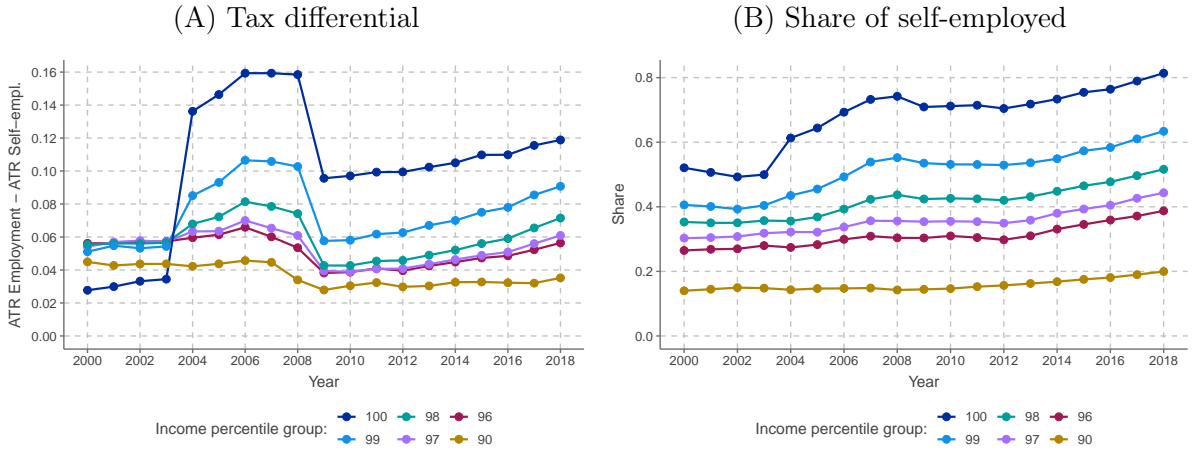 (A) Tax differential
ATR Employment − ATR Self−empl.
0.16
0.14
0.12
0.10
0.08
0.06
0.04
0.02
0.00
2000 2002 2004 2006 2008 2010 2012 2014 2016 2018
Year
Income percentile group:
100 98 96
99 97 90
(B) Share of self-employed
Share
0.8
0.6
0.4
0.2
0.0
2000 2002 2004 2006 2008 2010 2012 2014 2016 2018
Year
Income percentile group:
100 98 96
99 97 90